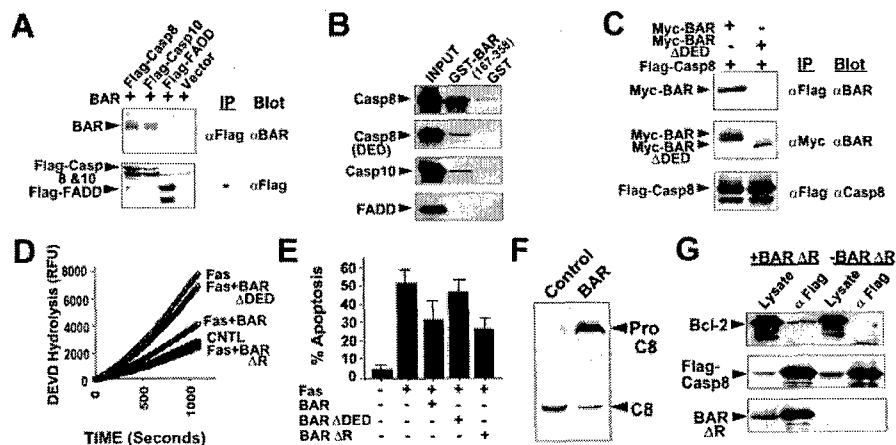 A
Flag-Casp8
Flag-Casp10
Flag-FADD
Vector
BAR + + + +
IP Blot
BAR
αFlag αBAR
Flag-Casp
8 &10
Flag-FADD
* αFlag
B
INPUT
GST-BAR
(167-358)
GST
Casp8
Casp8
(DED)
Casp10
FADD
C
Myc-BAR + -
Myc-BAR
ΔDED - +
Flag-Casp8 + +
IP Blot
Myc-BAR
αFlag αBAR
Myc-BAR
Myc-BAR
ΔDED
αMyc αBAR
Flag-Casp8
αFlag αCasp8
D
DEVD Hydrolysis (RFU)
8000
6000
4000
2000
0
Fas
Fas+BAR
ΔDED
Fas+BAR
CNTL
Fas+BAR
ΔR
0 500 1000
TIME (Seconds)
E
% Apoptosis
60
50
40
30
20
10
0
Fas - + + + +
BAR - - + - -
BAR ΔDED - - - + -
BAR ΔR - - - - +
F
Control
BAR
Pro
C8
C8
G
+BAR ΔR -BAR ΔR
Lysate
α Flag
Lysate
α Flag
Bcl-2
Flag-
Casp8
BAR
ΔR